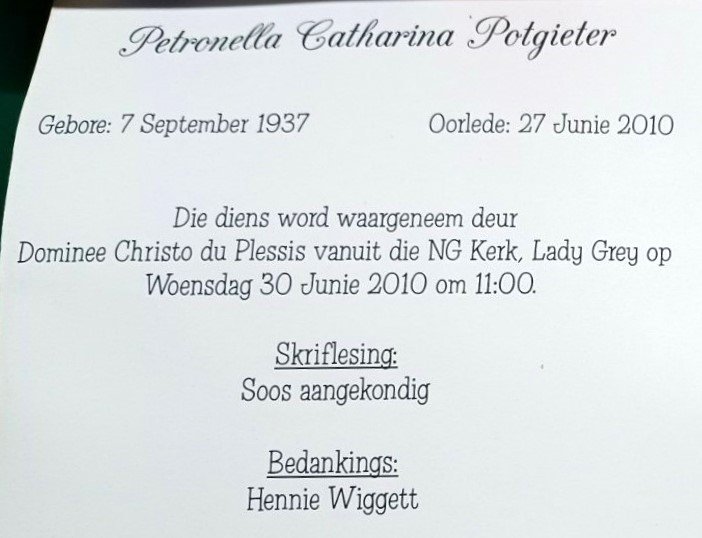 Petronella Catharina Potgieter
Gebore: 7 September 1937 Oorlede: 27 Junie 2010
Die diens word waargeneem deur
Dominee Christo du Plessis vanuit die NG Kerk, Lady Grey op
Woensdag 30 Junie 2010 om 11:00.
Skriflesing:
Soos aangekondig
Bedankings:
Hennie Wiggett